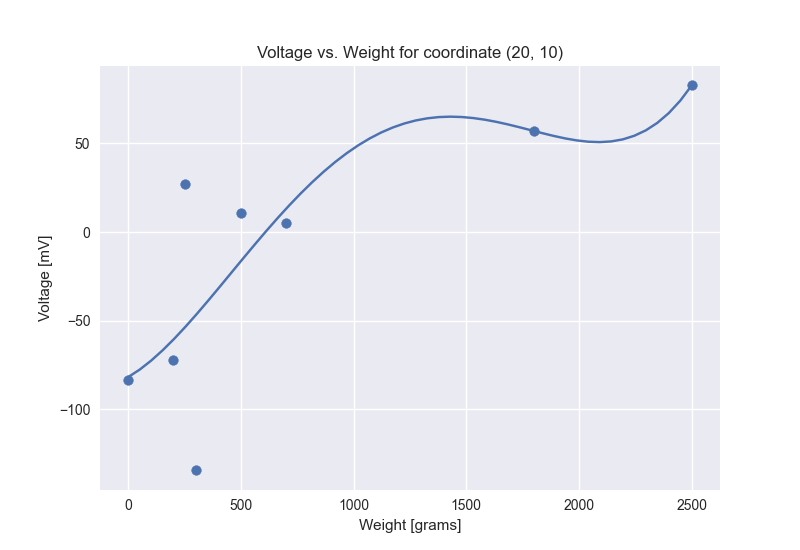 Voltage vs. Weight for coordinate (20, 10)
50
0
−50
−100
Voltage [mV]
0 500 1000 1500 2000 2500
Weight [grams]